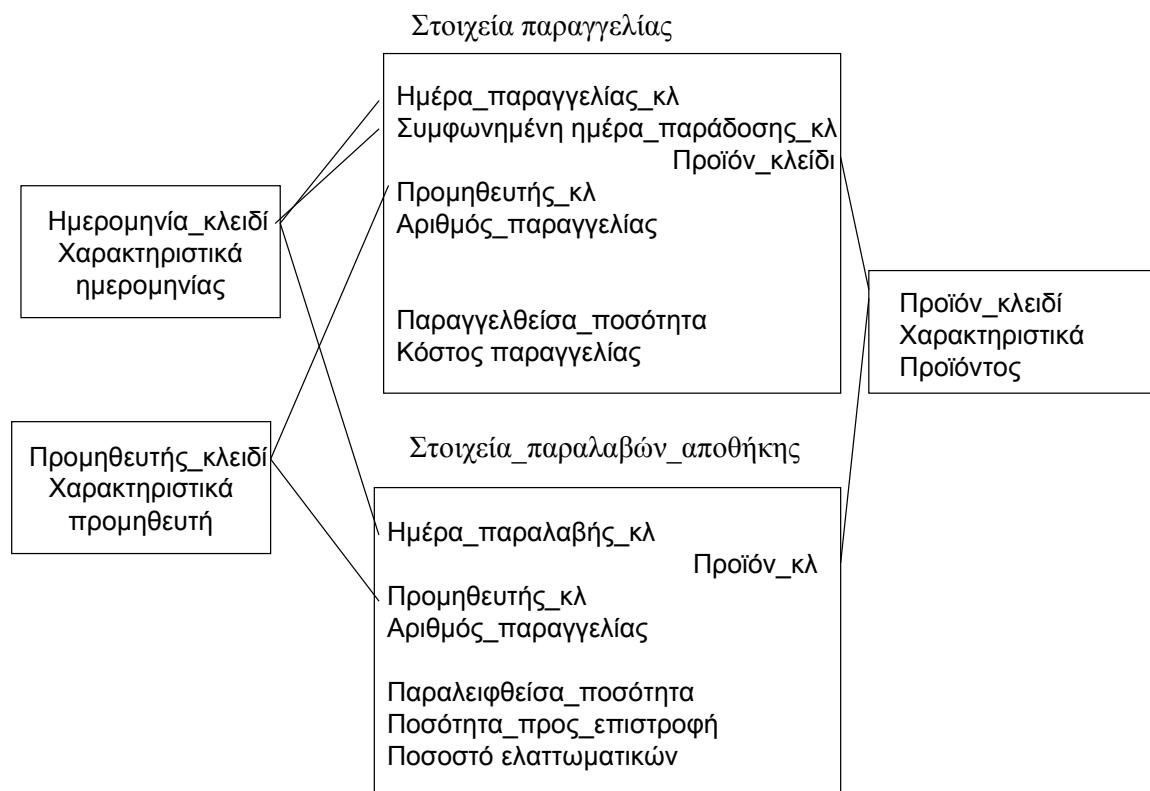 Στοιχεία παραγγελίας
Ημέρα_παραγγελίας_κλ
Συμφωνημένη ημέρα_παράδοσης_κλ
Προϊόν_κλείδι
Προμηθευτής_κλ
Αριθμός_παραγγελίας
Παραγγελθείσα_ποσότητα
Κόστος παραγγελίας
Ημερομηνία_κλειδί
Χαρακτηριστικά
ημερομηνίας
Προϊόν_κλειδί
Χαρακτηριστικά
Προϊόντος
Προμηθευτής_κλειδί
Χαρακτηριστικά
προμηθευτή
Στοιχεία_παραλαβών_αποθήκης
Ημέρα_παραλαβής_κλ
Προϊόν_κλ
Προμηθευτής_κλ
Αριθμός_παραγγελίας
Παραλειφθείσα_ποσότητα
Ποσότητα_προς_επιστροφή
Ποσοστό ελαττωματικών